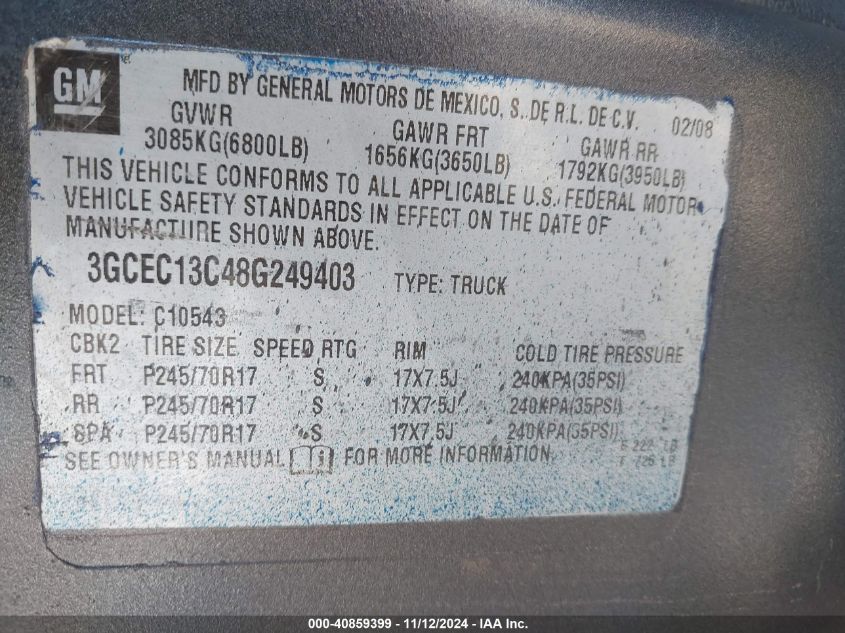 GM
MFD BY GENERAL MOTORS DE MEXICO, S. DE R.L. DE C.V. 02/08
GVWR GAWR FRT GAWR RR
3085KG(6800LB) 1656KG(3650LB) 1792KG(3950LB)
THIS VEHICLE CONFORMS TO ALL APPLICABLE U.S. FEDERAL MOTOR
VEHICLE SAFETY STANDARDS IN EFFECT ON THE DATE OF
MANUFACTURE SHOWN ABOVE.
3GCEC13C48G249403 TYPE: TRUCK
MODEL: C10543
CBK2 TIRE SIZE SPEED RTG RIM COLD TIRE PRESSURE
FRT P245/70R17 S 17X7.5J 240KPA(35PSI)
RR P245/70R17 S 17X7.5J 240KPA(35PSI)
SPA P245/70R17 S 17X7.5J 240KPA(35PSI)
SEE OWNER'S MANUAL FOR MORE INFORMATION.
000-40859399 - 11/12/2024 - IAA Inc.